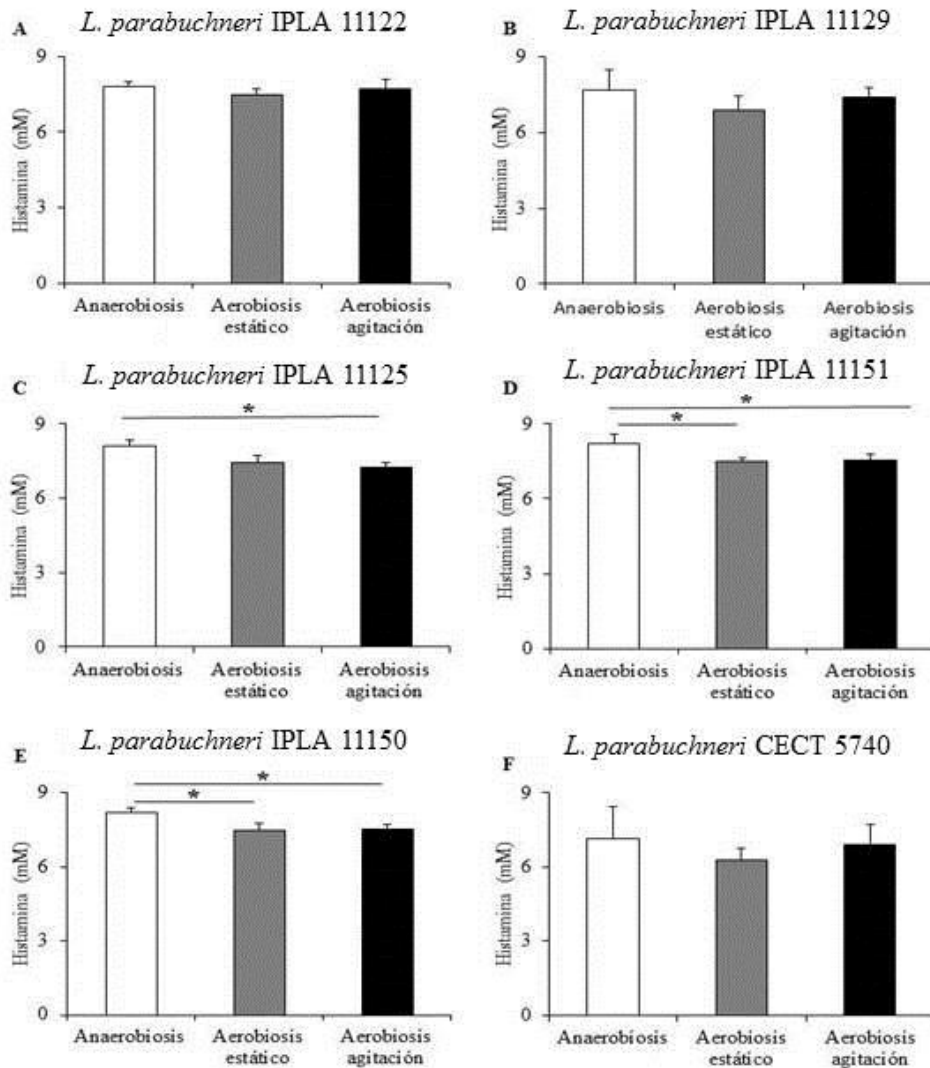 A
L. parabuchneri IPLA 11122
9
6
3
0
Histamina (mM)
Anaerobiosis
Aerobiosis
estático
Aerobiosis
agitación
B
L. parabuchneri IPLA 11129
9
6
3
0
Histamina (mM)
Anaerobiosis
Aerobiosis
estático
Aerobiosis
agitación
C
L. parabuchneri IPLA 11125
*
9
6
3
0
Histamina (mM)
Anaerobiosis
Aerobiosis
estático
Aerobiosis
agitación
D
L. parabuchneri IPLA 11151
*
*
9
6
3
0
Histamina (mM)
Anaerobiosis
Aerobiosis
estático
Aerobiosis
agitación
E
L. parabuchneri IPLA 11150
*
*
9
6
3
0
Histamina (mM)
Anaerobiosis
Aerobiosis
estático
Aerobiosis
agitación
F
L. parabuchneri CECT 5740
9
6
3
0
Histamina (mM)
Anaerobiosis
Aerobiosis
estático
Aerobiosis
agitación